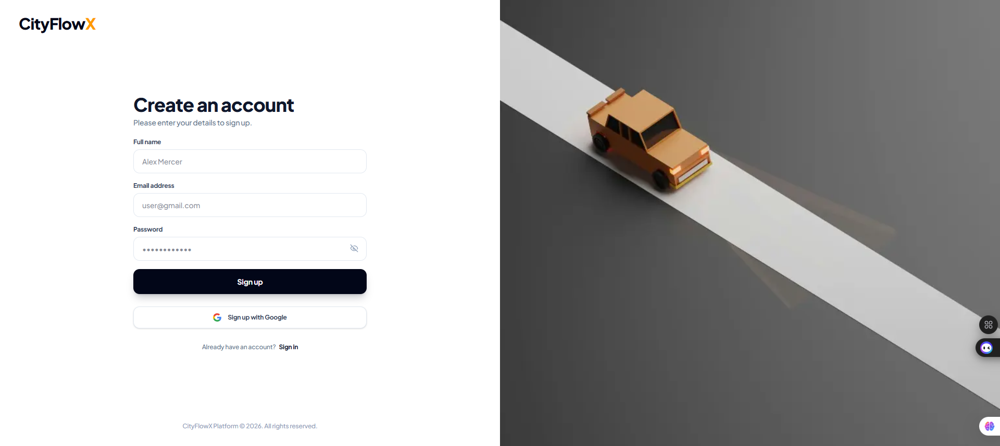 CityFlowX
Create an account
Please enter your details to sign up.
Full name
Alex Mercer
Email address
user@gmail.com
Password
••••••••••••
Sign up
Sign up with Google
Already have an account? Sign in
CityFlowX Platform © 2026. All rights reserved.